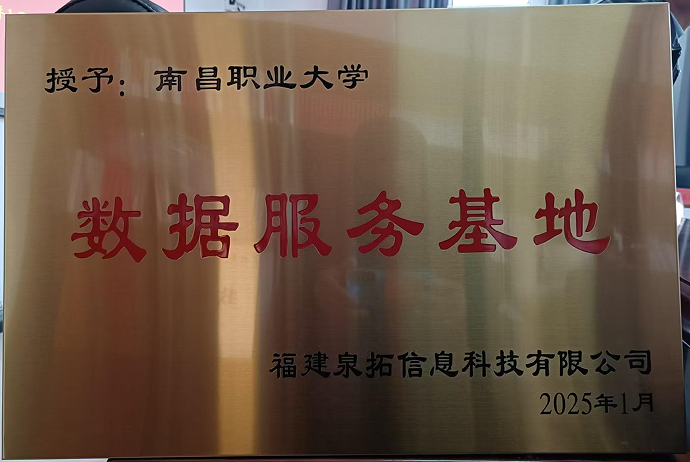 授予：南昌职业大学
数据服务基地
福建泉拓信息科技有限公司
2025年1月